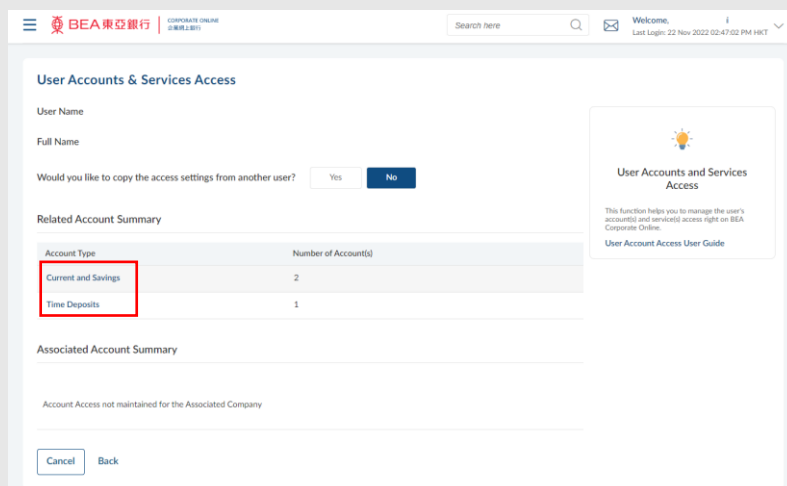 BEA東亞銀行 CORPORATE ONLINE
企業網上銀行
Search here
Welcome, i
Last Login: 22 Nov 2022 02:47:02 PM HKT
User Accounts & Services Access
User Name
Full Name
Would you like to copy the access settings from another user? Yes No
Related Account Summary
Account Type Number of Account(s)
Current and Savings 2
Time Deposits 1
Associated Account Summary
Account Access not maintained for the Associated Company
Cancel Back
User Accounts and Services
Access
This function helps you to manage the user's
account(s) and service(s) access right on BEA
Corporate Online.
User Account Access User Guide